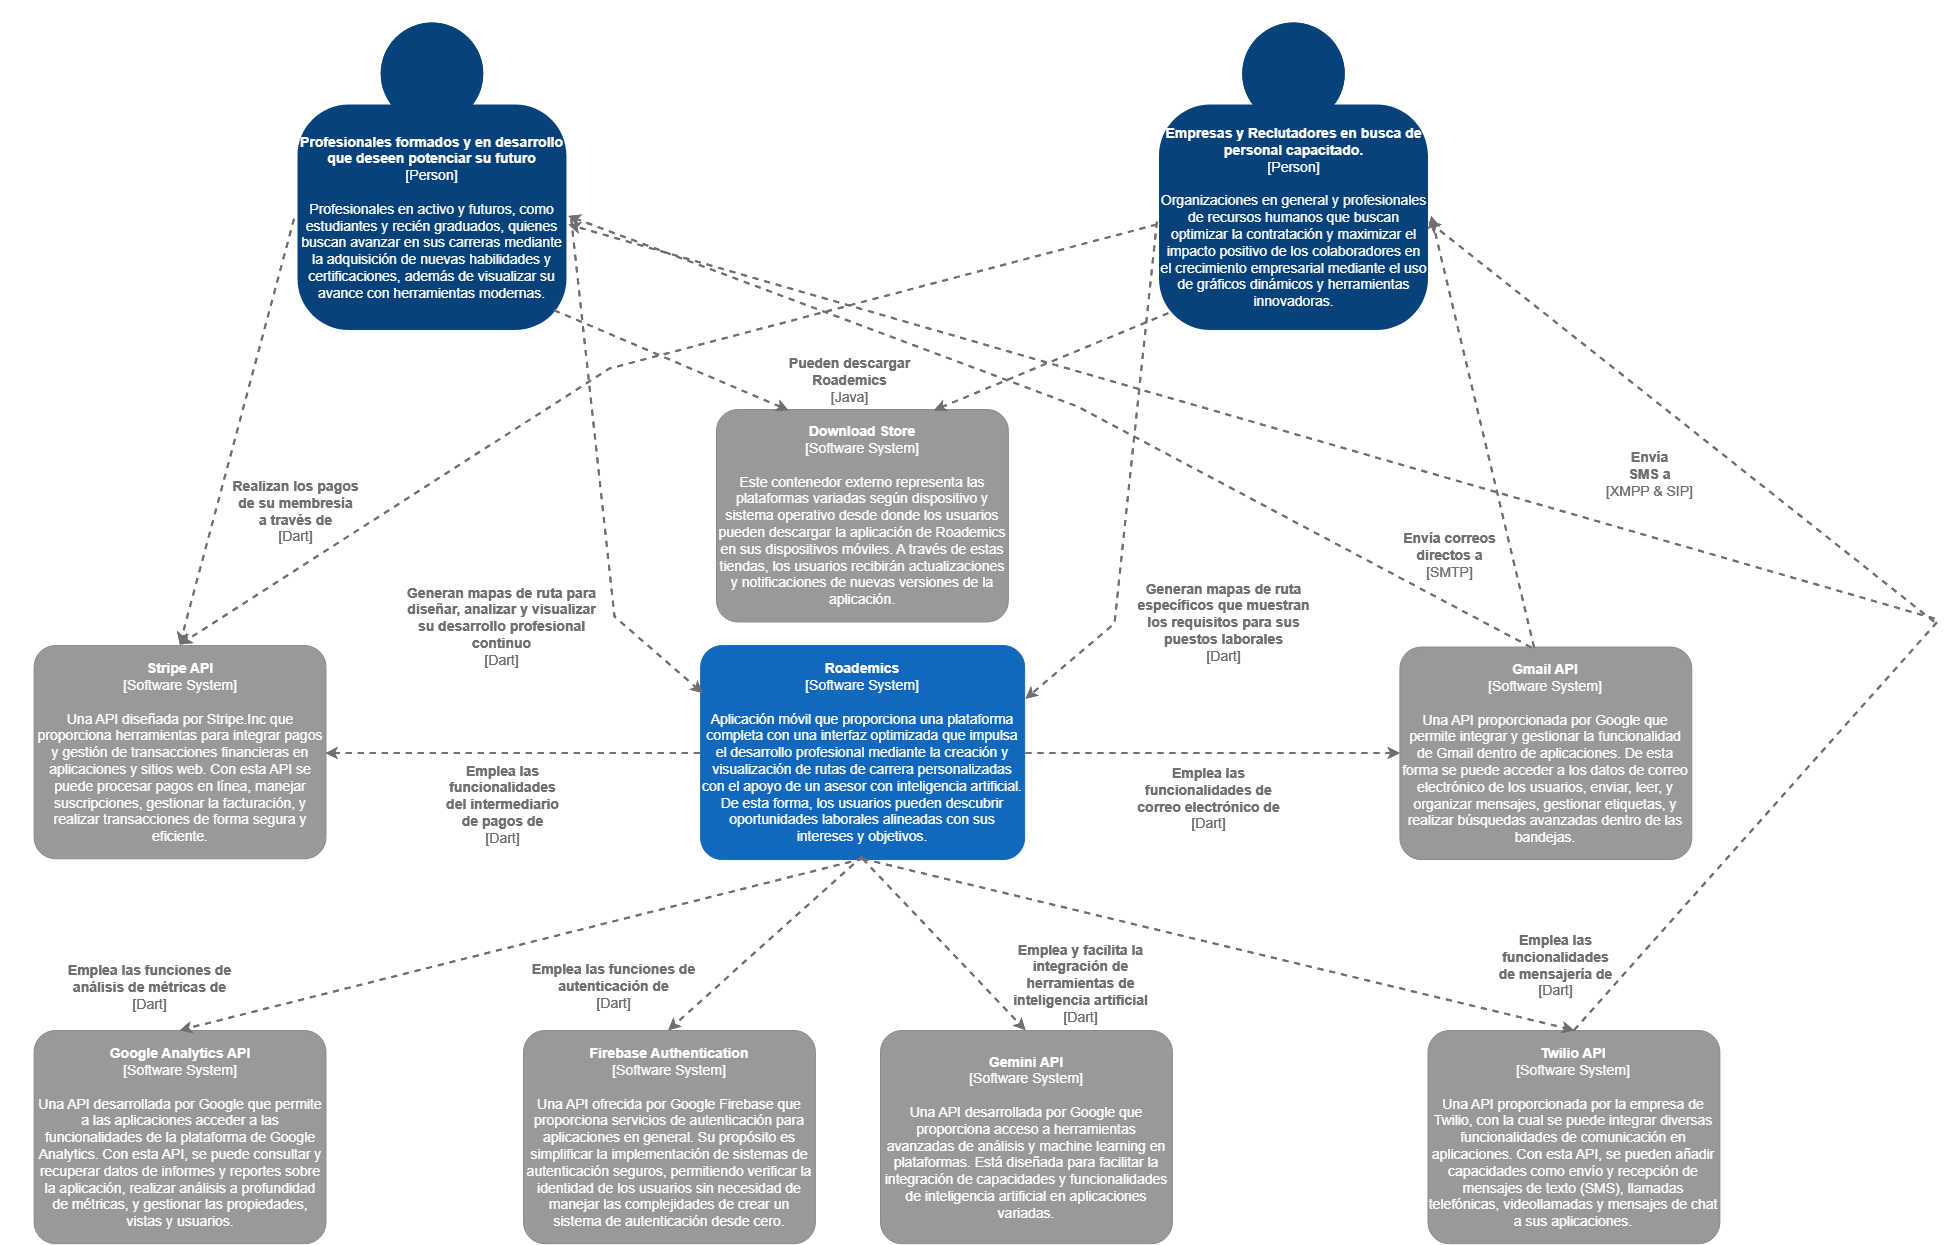 Profesionales formados y en desarrollo
que deseen potenciar su futuro
[Person]
Profesionales en activo y futuros, como
estudiantes y recién graduados, quienes
buscan avanzar en sus carreras mediante
la adquisición de nuevas habilidades y
certificaciones, además de visualizar su
avance con herramientas modernas.
Empresas y Reclutadores en busca de
personal capacitado.
[Person]
Organizaciones en general y profesionales
de recursos humanos que buscan
optimizar la contratación y maximizar el
impacto positivo de los colaboradores en
el crecimiento empresarial mediante el uso
de gráficos dinámicos y herramientas
innovadoras.
Pueden descargar
Roademics
[Java]
Download Store
[Software System]
Este contenedor externo representa las
plataformas variadas según dispositivo y
sistema operativo desde donde los usuarios
pueden descargar la aplicación de Roademics
en sus dispositivos móviles. A través de estas
tiendas, los usuarios recibirán actualizaciones
y notificaciones de nuevas versiones de la
aplicación.
Envía
SMS a
[XMPP & SIP]
Realizan los pagos
de su membresía
a través de
[Dart]
Envía correos
directos a
[SMTP]
Generan mapas de ruta para
diseñar, analizar y visualizar
su desarrollo profesional
continuo
[Dart]
Generan mapas de ruta
específicos que muestran
los requisitos para sus
puestos laborales
[Dart]
Stripe API
[Software System]
Una API diseñada por Stripe.Inc que
proporciona herramientas para integrar pagos
y gestión de transacciones financieras en
aplicaciones y sitios web. Con esta API se
puede procesar pagos en línea, manejar
suscripciones, gestionar la facturación, y
realizar transacciones de forma segura y
eficiente.
Emplea las
funcionalidades
del intermediario
de pagos de
[Dart]
Roademics
[Software System]
Aplicación móvil que proporciona una plataforma
completa con una interfaz optimizada que impulsa
el desarrollo profesional mediante la creación y
visualización de rutas de carrera personalizadas
con el apoyo de un asesor con inteligencia artificial.
De esta forma, los usuarios pueden descubrir
oportunidades laborales alineadas con sus
intereses y objetivos.
Emplea las
funcionalidades de
correo electrónico de
[Dart]
Gmail API
[Software System]
Una API proporcionada por Google que
permite integrar y gestionar la funcionalidad
de Gmail dentro de aplicaciones. De esta
forma se puede acceder a los datos de correo
electrónico de los usuarios, enviar, leer, y
organizar mensajes, gestionar etiquetas, y
realizar búsquedas avanzadas dentro de las
bandejas.
Emplea las funciones de
análisis de métricas de
[Dart]
Emplea las funciones de
autenticación de
[Dart]
Emplea y facilita la
integración de
herramientas de
inteligencia artificial
[Dart]
Emplea las
funcionalidades
de mensajería de
[Dart]
Google Analytics API
[Software System]
Una API desarrollada por Google que permite
a las aplicaciones acceder a las
funcionalidades de la plataforma de Google
Analytics. Con esta API, se puede consultar y
recuperar datos de informes y reportes sobre
la aplicación, realizar análisis a profundidad
de métricas, y gestionar las propiedades,
vistas y usuarios.
Firebase Authentication
[Software System]
Una API ofrecida por Google Firebase que
proporciona servicios de autenticación para
aplicaciones en general. Su propósito es
simplificar la implementación de sistemas de
autenticación seguros, permitiendo verificar la
identidad de los usuarios sin necesidad de
manejar las complejidades de crear un
sistema de autenticación desde cero.
Gemini API
[Software System]
Una API desarrollada por Google que
proporciona acceso a herramientas
avanzadas de análisis y machine learning en
plataformas. Está diseñada para facilitar la
integración de capacidades y funcionalidades
de inteligencia artificial en aplicaciones
variadas.
Twilio API
[Software System]
Una API proporcionada por la empresa de
Twilio, con la cual se puede integrar diversas
funcionalidades de comunicación en
aplicaciones. Con esta API, se pueden añadir
capacidades como envío y recepción de
mensajes de texto (SMS), llamadas
telefónicas, videollamadas y mensajes de chat
a sus aplicaciones.